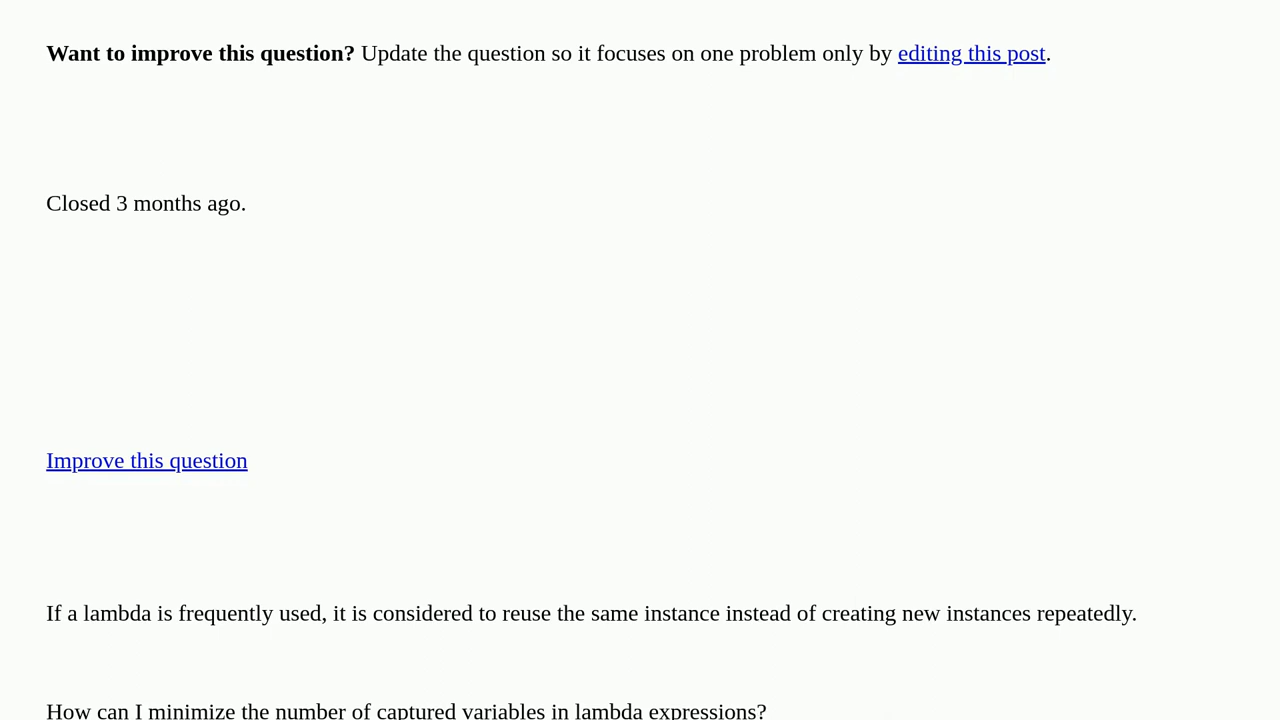 Want to improve this question? Update the question so it focuses on one problem only by editing this post.
Closed 3 months ago.
Improve this question
If a lambda is frequently used, it is considered to reuse the same instance instead of creating new instances repeatedly.
How can I minimize the number of captured variables in lambda expressions?